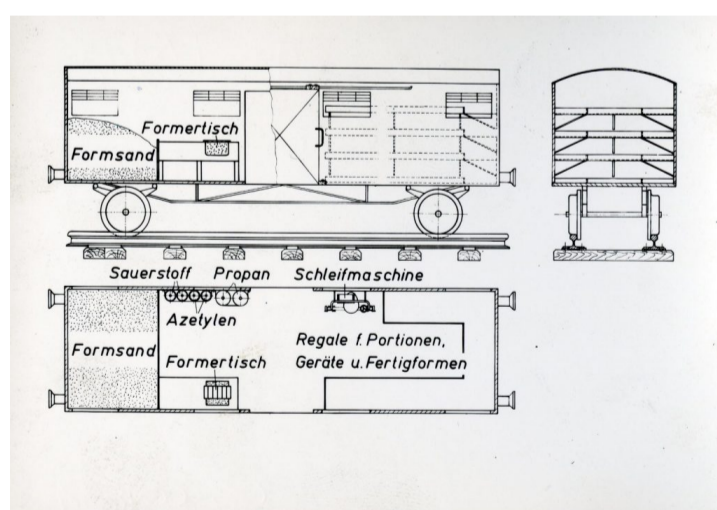 Formertisch
Formsand
Sauerstoff Propan Schleifmaschine
Azetylen
Regale f. Portionen,
Formsand
Geräte u. Fertigformen
Formertisch